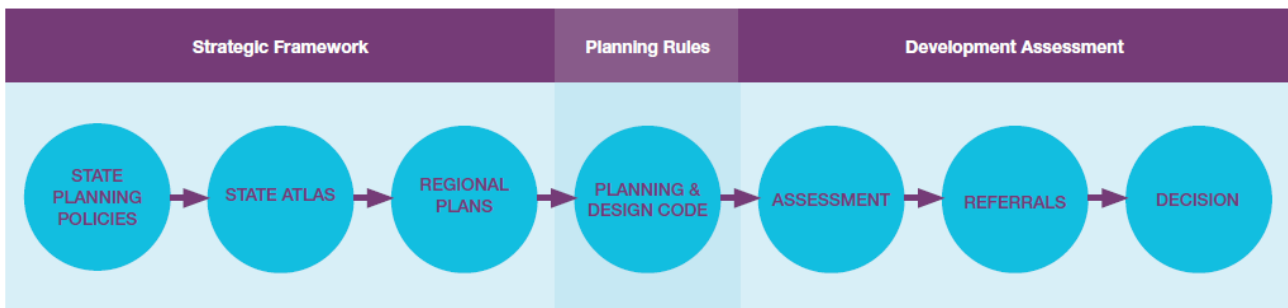 Strategic Framework
Planning Rules
Development Assessment
STATE
PLANNING
POLICIES
STATE ATLAS
REGIONAL
PLANS
PLANNING &
DESIGN CODE
ASSESSMENT
REFERRALS
DECISION